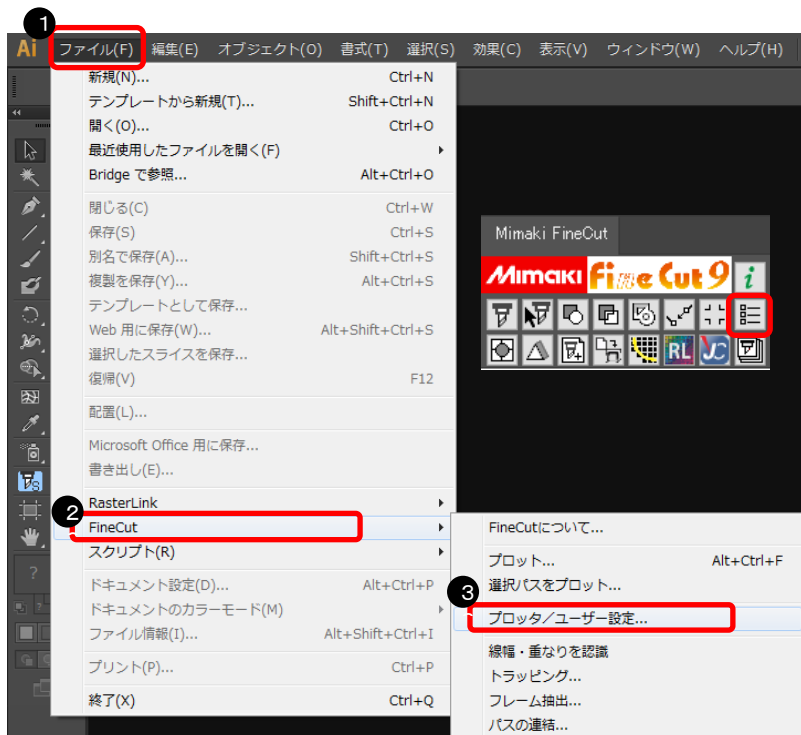 1
Ai ファイル(F) 編集(E) オブジェクト(O) 書式(T) 選択(S) 効果(C) 表示(V) ウィンドウ(W) ヘルプ(H)
新規(N)... Ctrl+N
テンプレートから新規(T)... Shift+Ctrl+N
開く(O)... Ctrl+O
最近使用したファイルを開く(F)
Bridge で参照... Alt+Ctrl+O
閉じる(C) Ctrl+W
保存(S) Ctrl+S
別名で保存(A)... Shift+Ctrl+S
複製を保存(Y)... Alt+Ctrl+S
テンプレートとして保存...
Web 用に保存(W)... Alt+Shift+Ctrl+S
選択したスライスを保存...
復帰(V) F12
配置(L)...
Microsoft Office 用に保存...
書き出し(E)...
RasterLink
2
FineCut
スクリプト(R)
ドキュメント設定(D)... Alt+Ctrl+P
ドキュメントのカラーモード(M)
ファイル情報(I)... Alt+Shift+Ctrl+I
プリント(P)... Ctrl+P
終了(X) Ctrl+Q
Mimaki FineCut
Mimaki Fine Cut 9 i
RL JC
FineCutについて...
プロット... Alt+Ctrl+F
選択パスをプロット...
3
プロッタ／ユーザー設定...
線幅・重なりを認識
トラッピング...
フレーム抽出...
パスの連結...